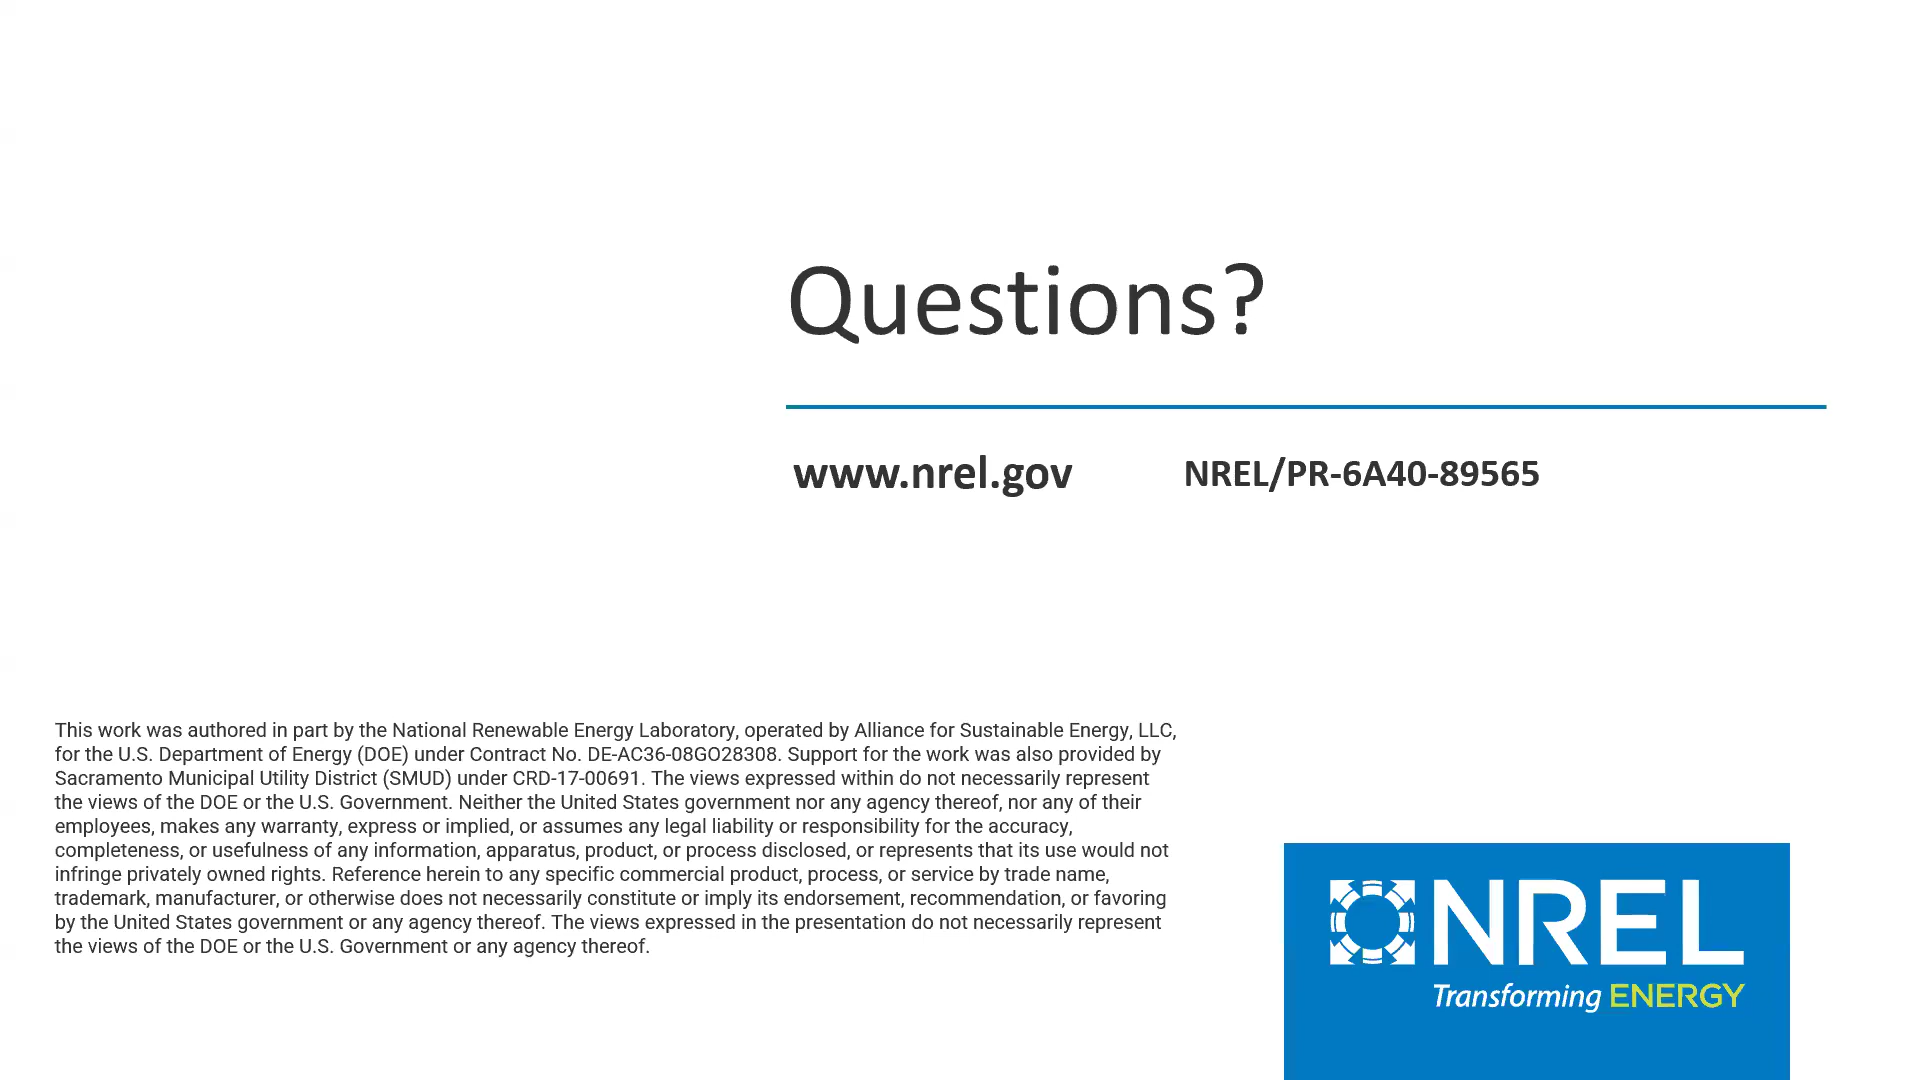 Questions?
www.nrel.gov
NREL/PR-6A40-89565
This work was authored in part by the National Renewable Energy Laboratory, operated by Alliance for Sustainable Energy, LLC,
for the U.S. Department of Energy (DOE) under Contract No. DE-AC36-08GO28308. Support for the work was also provided by
Sacramento Municipal Utility District (SMUD) under CRD-17-00691. The views expressed within do not necessarily represent
the views of the DOE or the U.S. Government. Neither the United States government nor any agency thereof, nor any of their
employees, makes any warranty, express or implied, or assumes any legal liability or responsibility for the accuracy,
completeness, or usefulness of any information, apparatus, product, or process disclosed, or represents that its use would not
infringe privately owned rights. Reference herein to any specific commercial product, process, or service by trade name,
trademark, manufacturer, or otherwise does not necessarily constitute or imply its endorsement, recommendation, or favoring
by the United States government or any agency thereof. The views expressed in the presentation do not necessarily represent
the views of the DOE or the U.S. Government or any agency thereof.
NREL
Transforming ENERGY